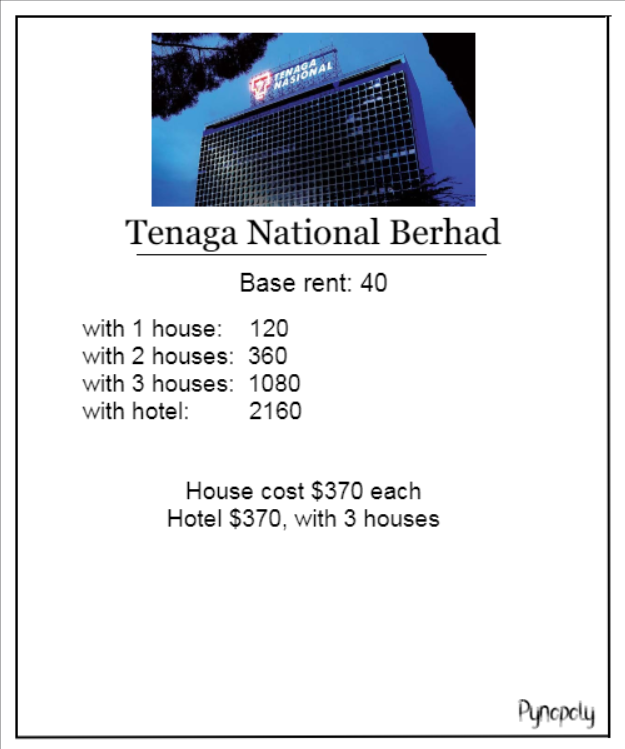 TENAGA
NASIONAL
Tenaga National Berhad
Base rent: 40
with 1 house: 120
with 2 houses: 360
with 3 houses: 1080
with hotel: 2160
House cost $370 each
Hotel $370, with 3 houses
Pynopoly